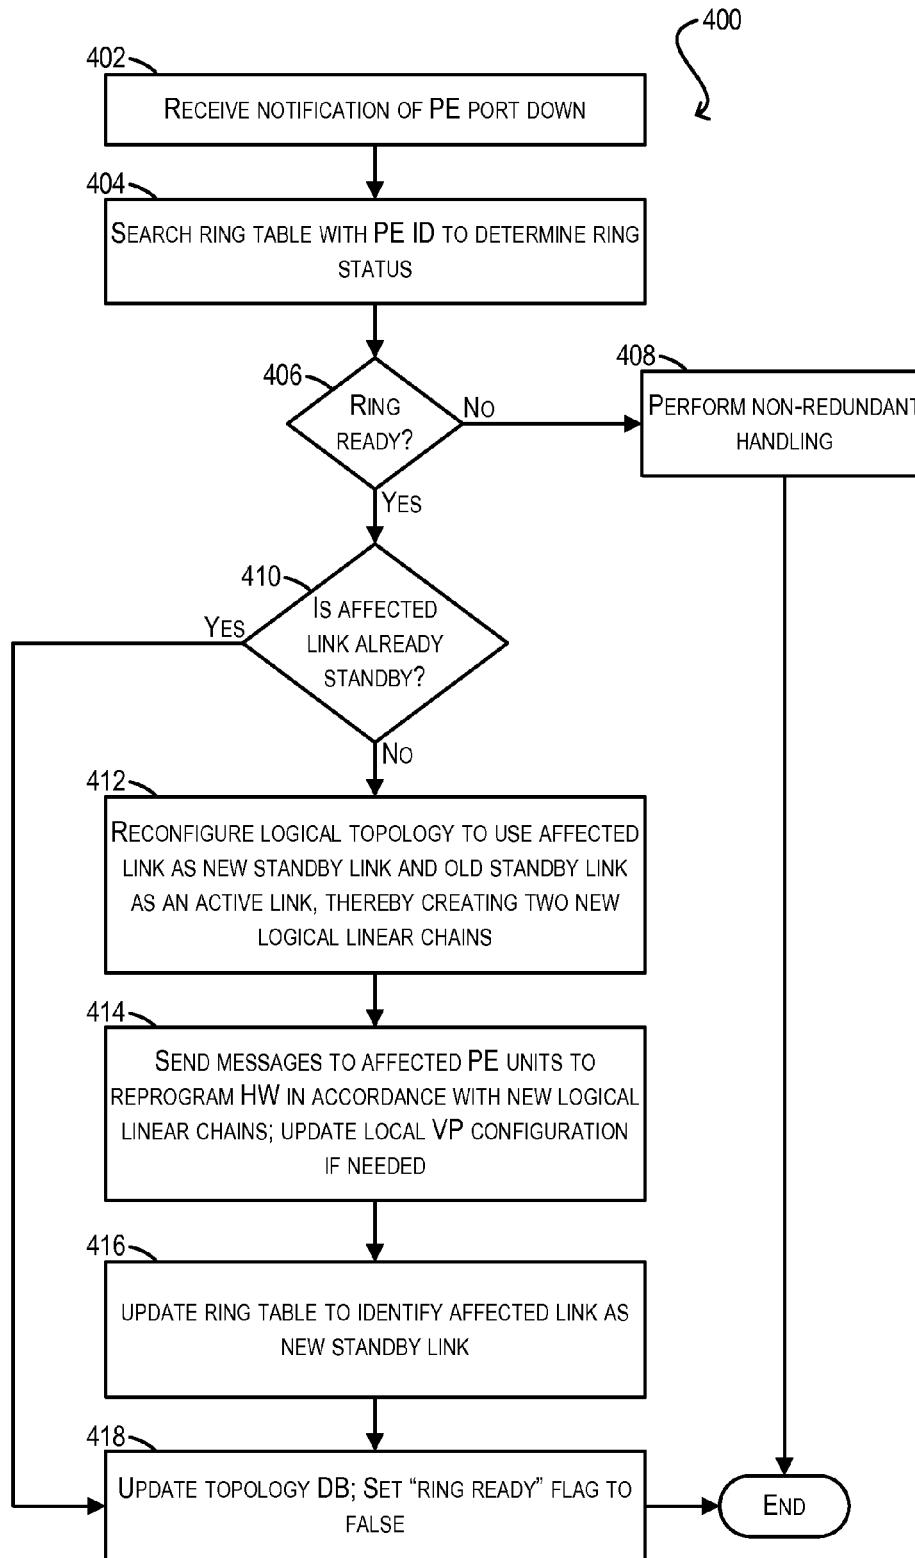 400
402
RECEIVE NOTIFICATION OF PE PORT DOWN
404
SEARCH RING TABLE WITH PE ID TO DETERMINE RING
STATUS
406
RING
READY?
NO
YES
408
PERFORM NON-REDUNDANT
HANDLING
410
IS AFFECTED
LINK ALREADY
STANDBY?
YES
NO
412
RECONFIGURE LOGICAL TOPOLOGY TO USE AFFECTED
LINK AS NEW STANDBY LINK AND OLD STANDBY LINK
AS AN ACTIVE LINK, THEREBY CREATING TWO NEW
LOGICAL LINEAR CHAINS
414
SEND MESSAGES TO AFFECTED PE UNITS TO
REPROGRAM HW IN ACCORDANCE WITH NEW LOGICAL
LINEAR CHAINS; UPDATE LOCAL VP CONFIGURATION
IF NEEDED
416
UPDATE RING TABLE TO IDENTIFY AFFECTED LINK AS
NEW STANDBY LINK
418
UPDATE TOPOLOGY DB; SET "RING READY" FLAG TO
FALSE
END